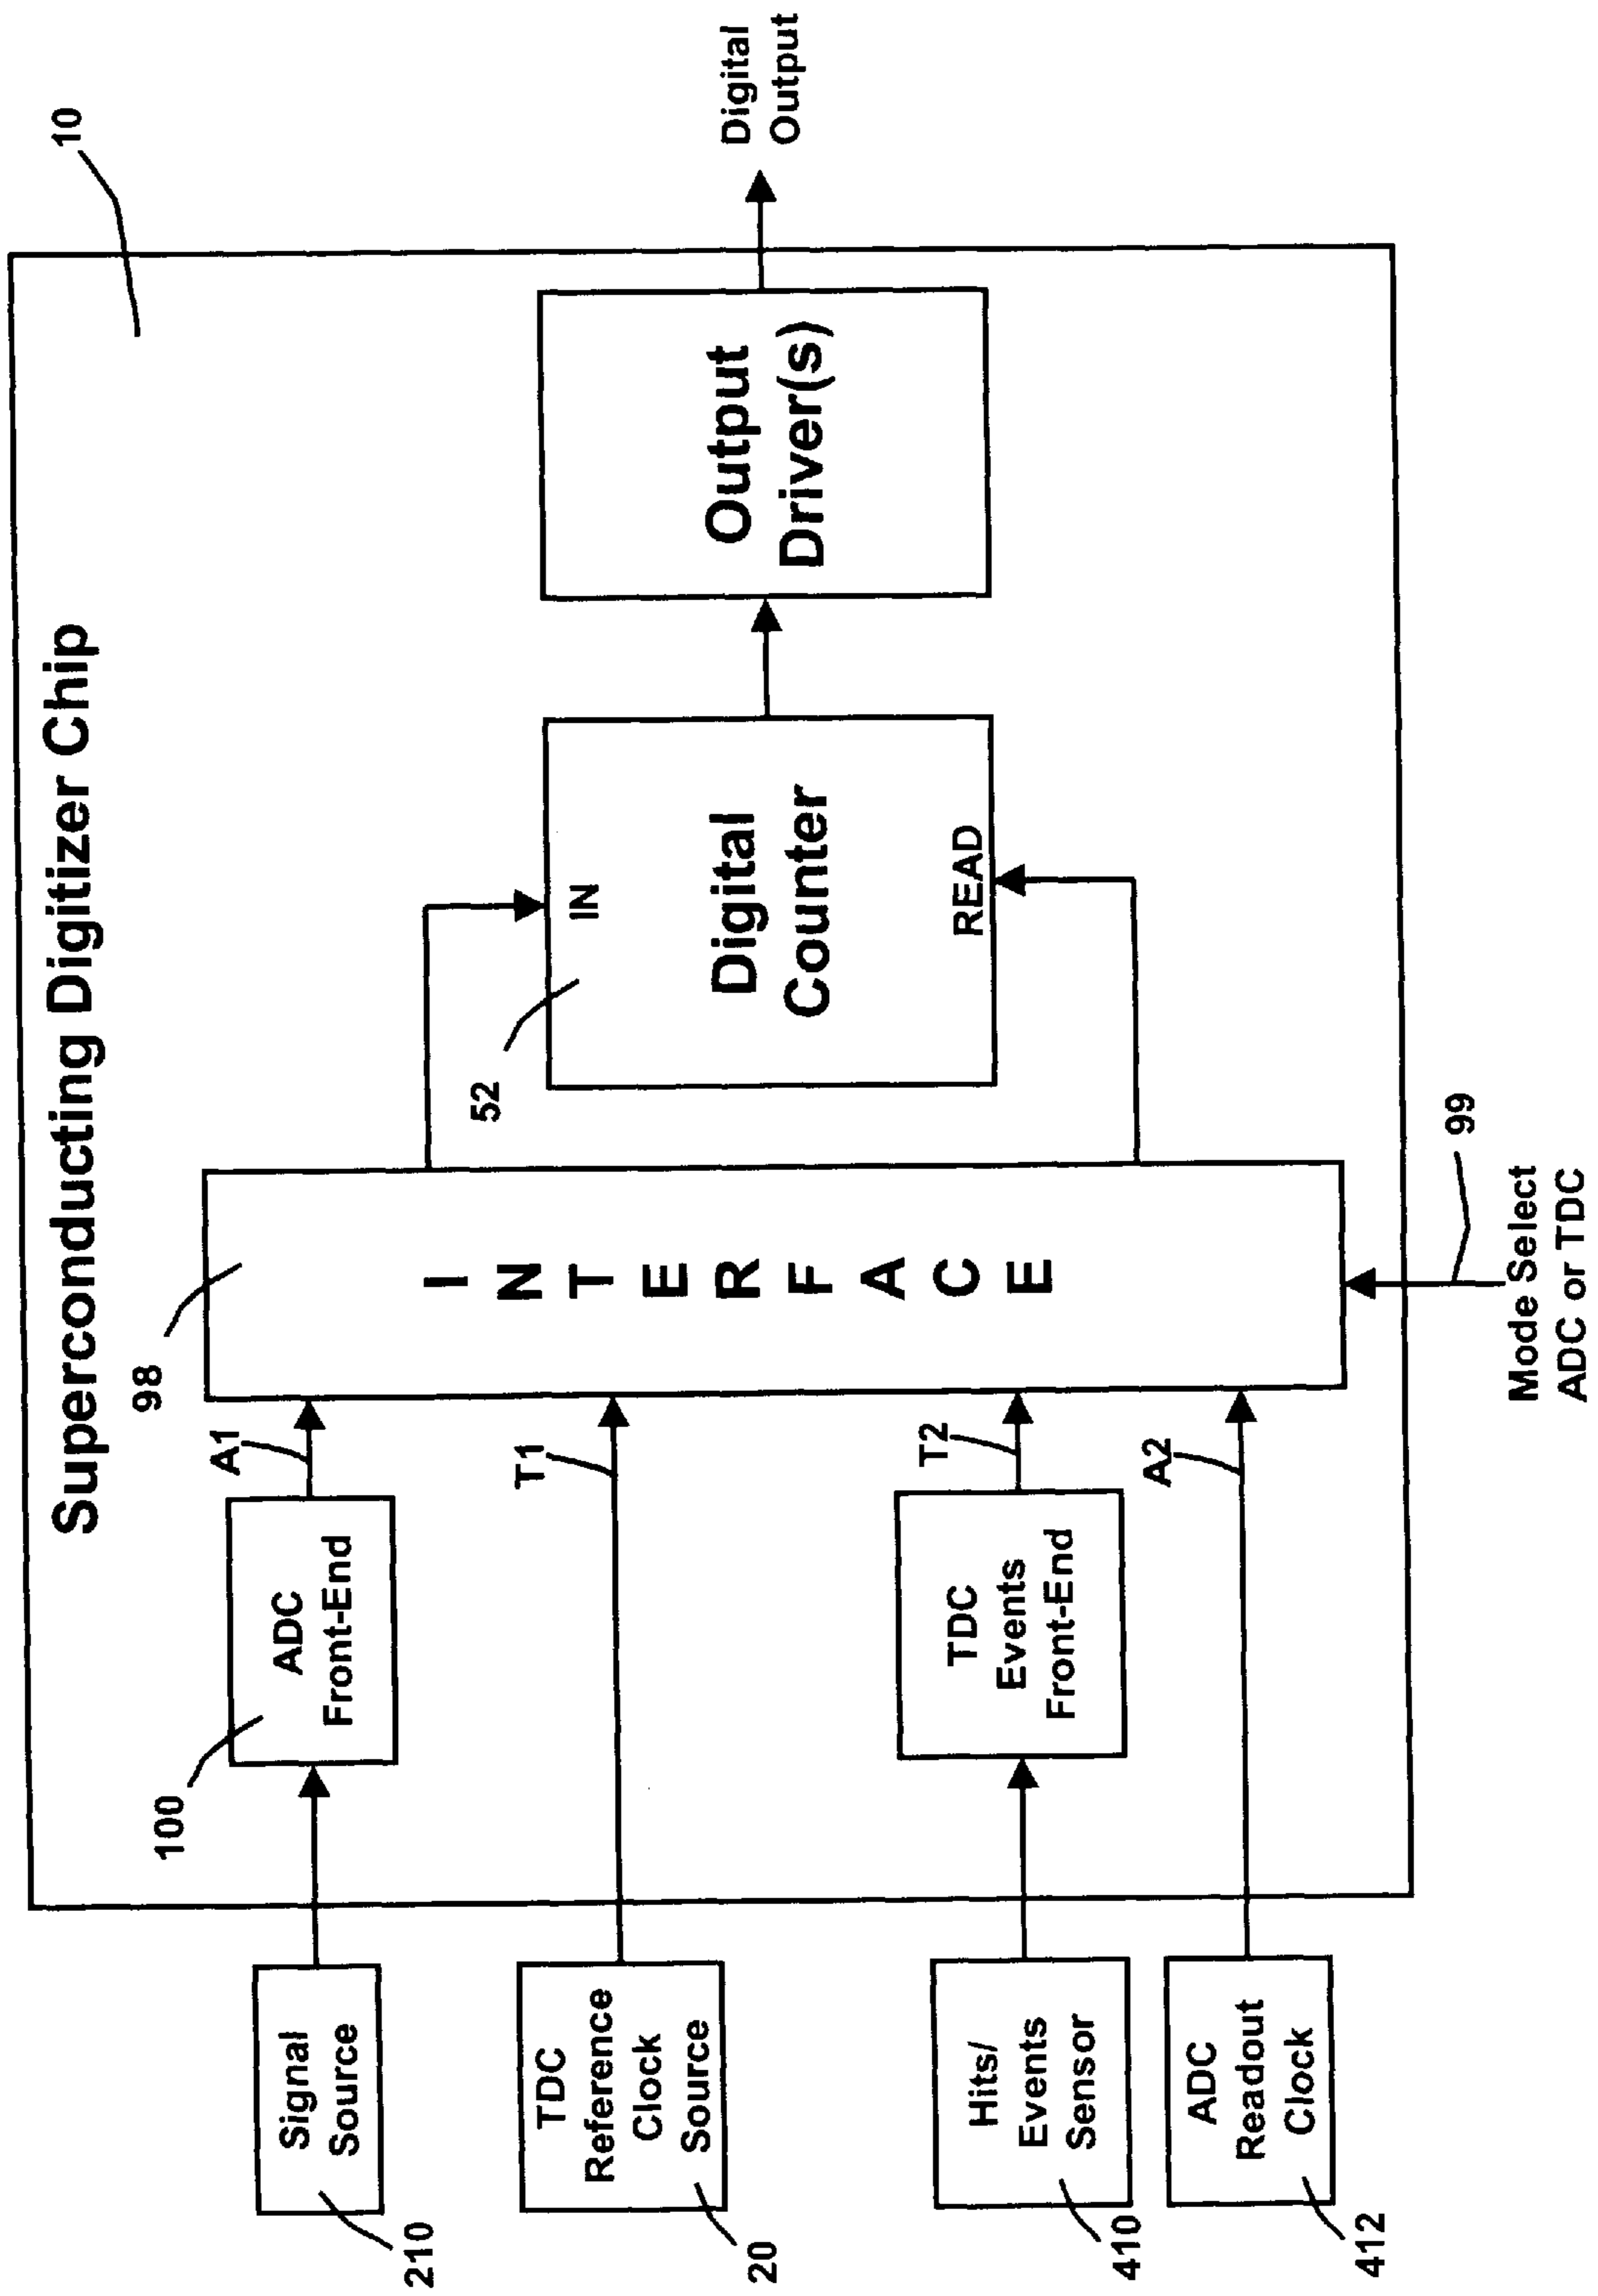 10
Superconducting Digitizer Chip
Signal
Source
210
100
ADC
Front-End
A1
98
TDC
Reference
Clock
Source
20
T1
INTERFACE
52
IN
Digital
Counter
READ
Output
Driver(s)
Digital
Output
Hits/
Events
Sensor
410
TDC
Events
Front-End
T2
ADC
Readout
Clock
412
A2
99
Mode Select
ADC or TDC